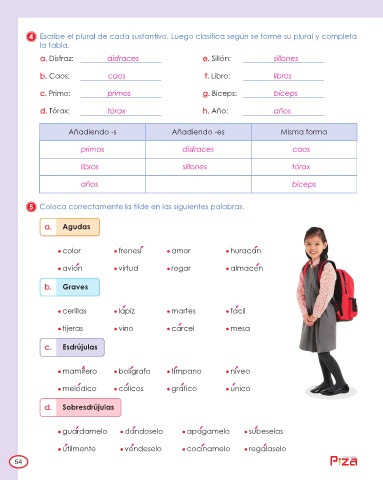 4 Escribe el plural de cada sustantivo. Luego clasifica según se forme su plural y completa
la tabla.
a. Disfraz: disfraces e. Sillón: sillones
b. Caos: caos f. Libro: libros
c. Primo: primos g. Bíceps: bíceps
d. Tórax: tórax h. Año: años
Añadiendo -s Añadiendo -es Misma forma
primos disfraces caos
libros sillones tórax
años bíceps
5 Coloca correctamente la tilde en las siguientes palabras.
a. Agudas
• color • frenesí • amor • huracán
• avión • virtud • regar • almacén
b. Graves
• cerillas • lápiz • martes • fácil
• tijeras • vino • cárcel • mesa
c. Esdrújulas
• mamífero • bolígrafo • tímpano • níveo
• melódico • cólicos • gráfico • único
d. Sobresdrújulas
• guárdamelo • dándoselo • apágamelo • súbeselas
• útilmente • véndeselo • cocínamelo • regálaselo
54 Piza